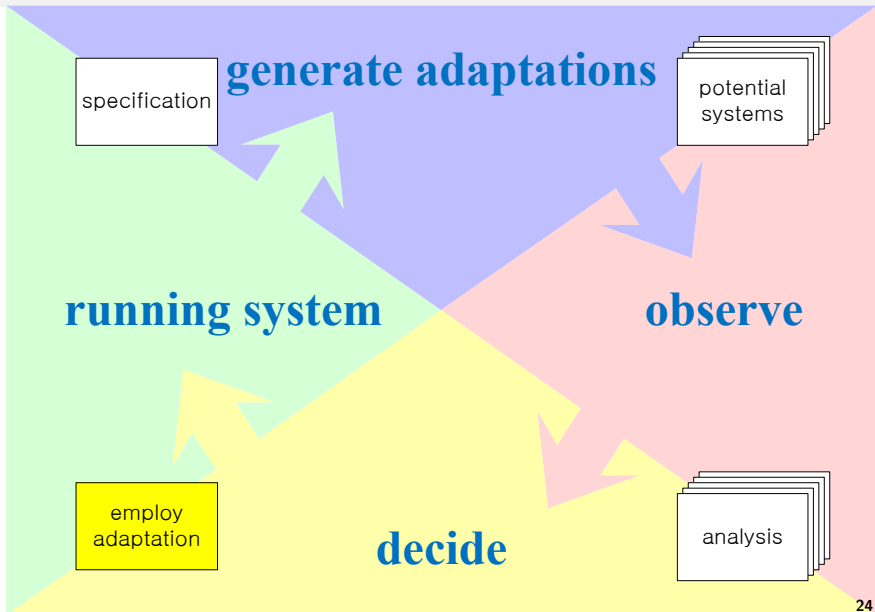 generate adaptations
specification
potential
systems
running system
observe
employ
adaptation
decide
analysis
24